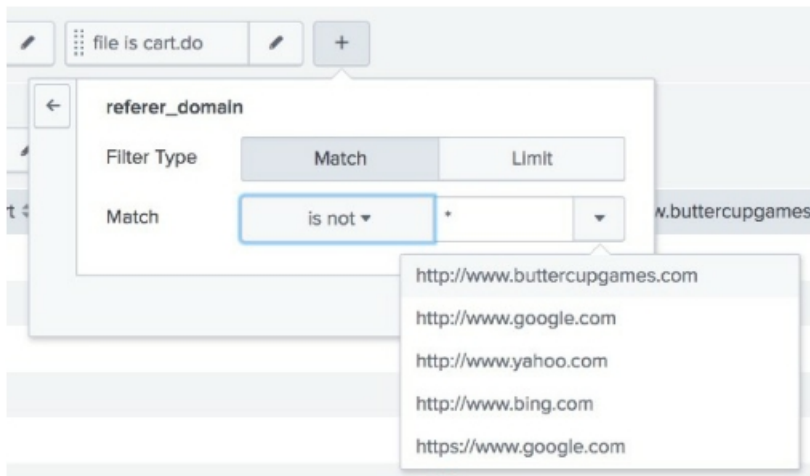 file is cart.do
+
referer_domain
Filter Type Match Limit
Match is not *
rt
w.buttercupgames
http://www.buttercupgames.com
http://www.google.com
http://www.yahoo.com
http://www.bing.com
https://www.google.com